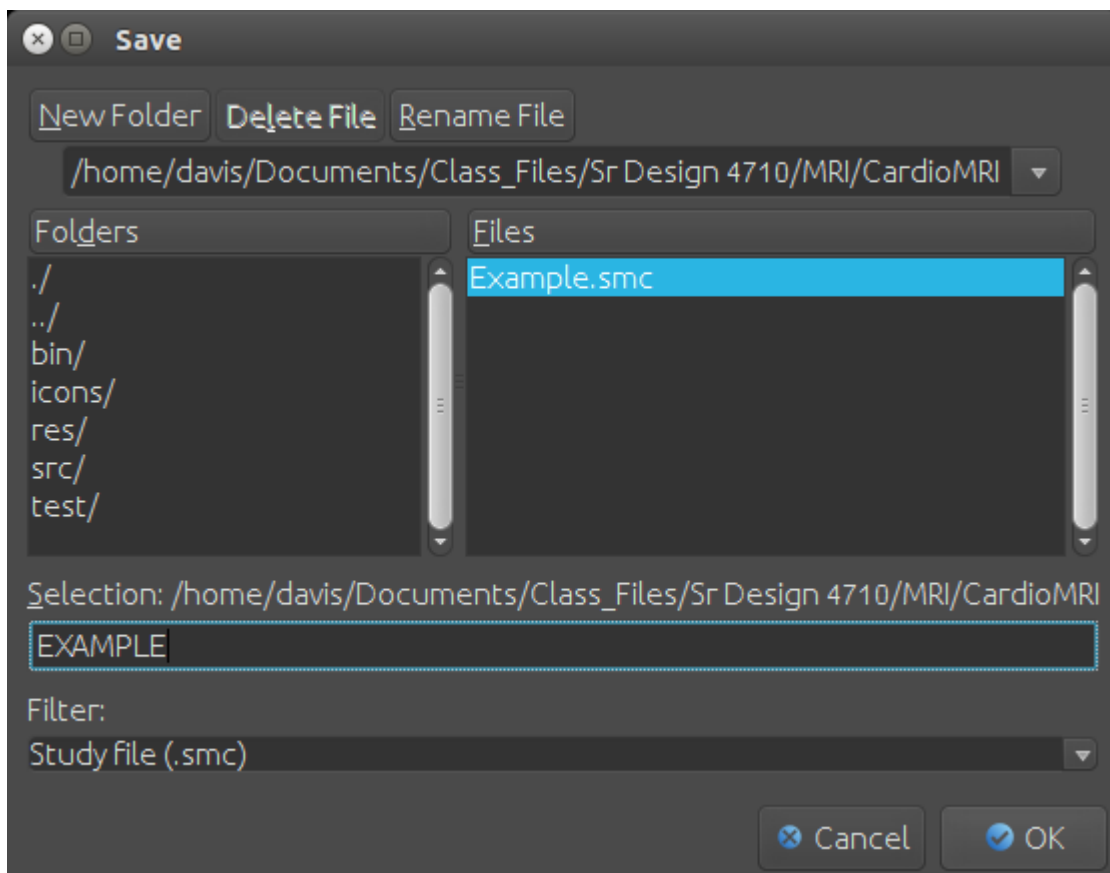 Save
New Folder Delete File Rename File
/home/davis/Documents/Class_Files/Sr Design 4710/MRI/CardioMRI
Folders Files
./ Example.smc
../
bin/
icons/
res/
src/
test/
Selection: /home/davis/Documents/Class_Files/Sr Design 4710/MRI/CardioMRI
EXAMPLE
Filter:
Study file (.smc)
Cancel OK